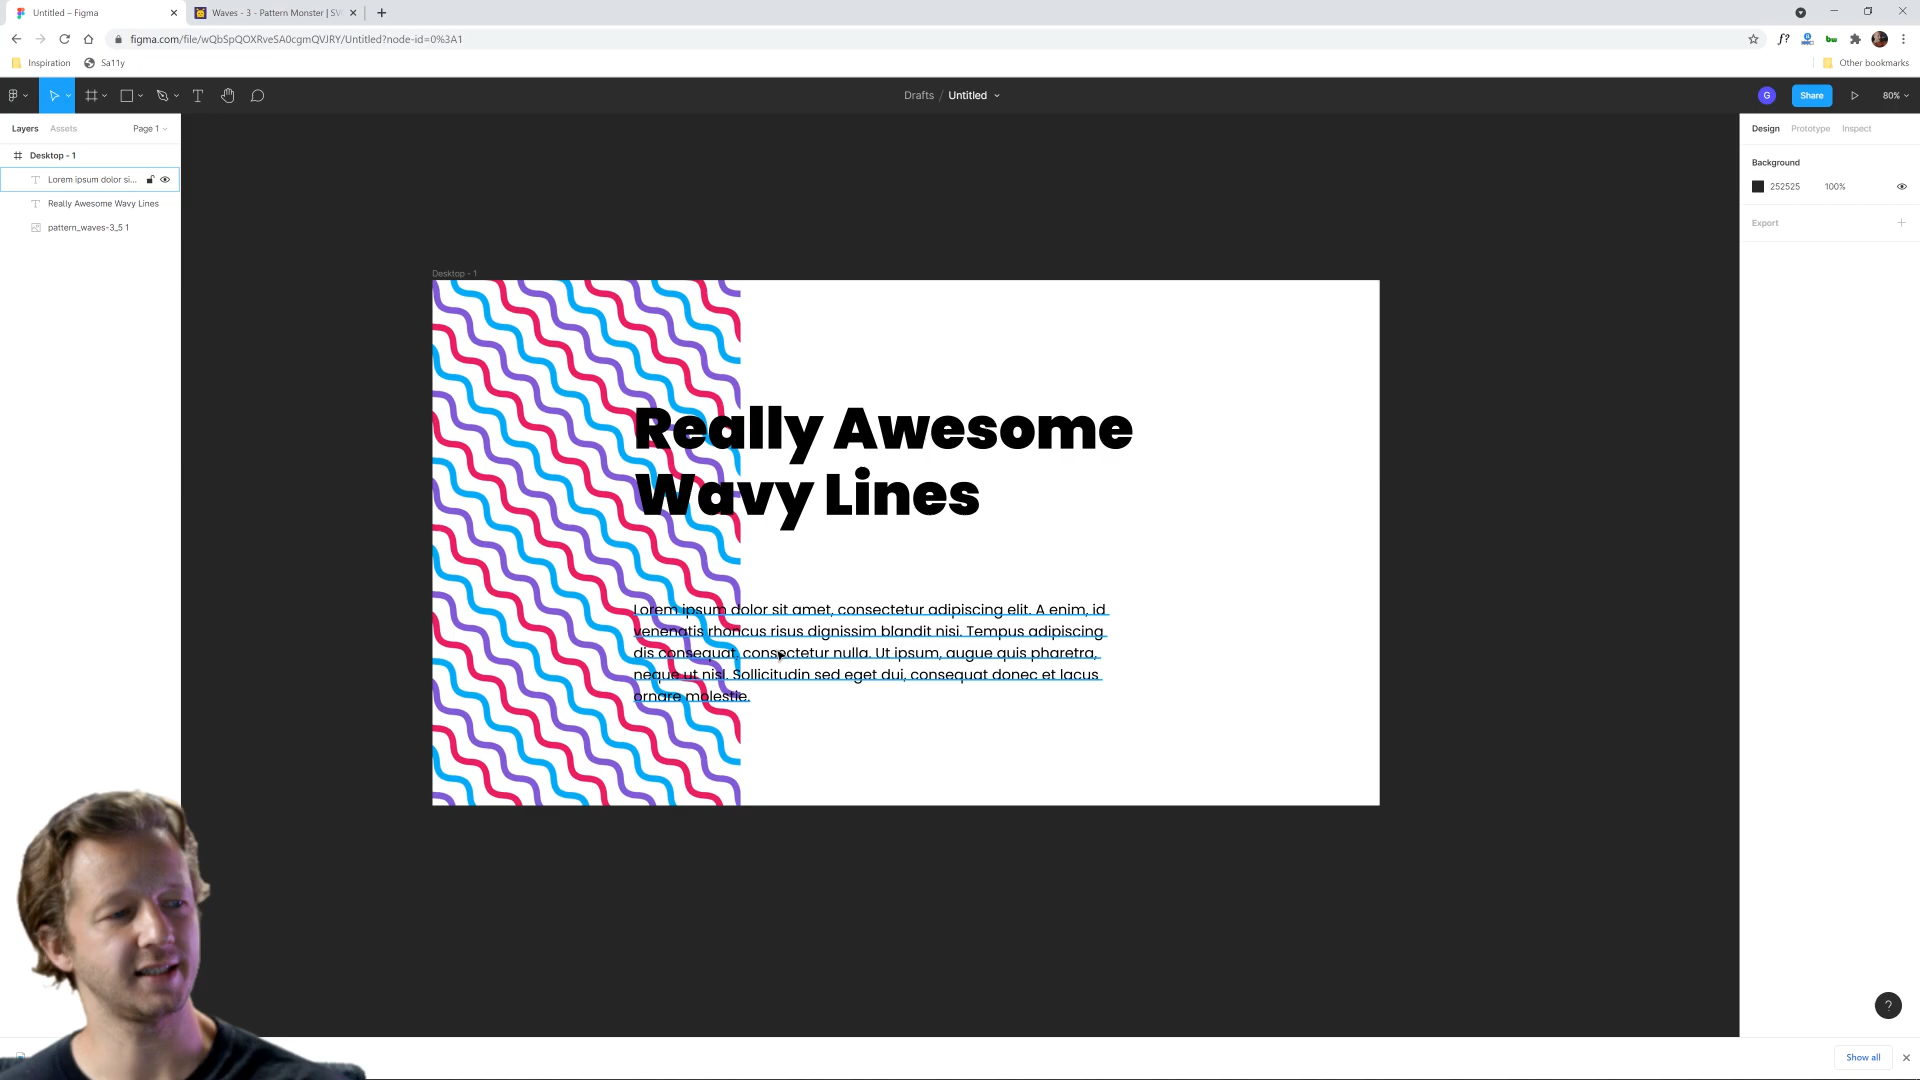 Untitled – Figma
Waves - 3 - Pattern Monster | SV
figma.com/file/wQbSpQOXRveSA0cgmQVJRY/Untitled?node-id=0%3A1
Inspiration
Sa11y
Other bookmarks
Drafts / Untitled
G
Share
80%
Layers
Assets
Page 1
Design
Prototype
Inspect
Desktop - 1
Lorem ipsum dolor si...
Really Awesome Wavy Lines
pattern_waves-3_5 1
Background
252525
100%
Export
Desktop - 1
Really Awesome
Wavy Lines
Lorem ipsum dolor sit amet, consectetur adipiscing elit. A enim, id
venenatis rhoncus risus dignissim blandit nisi. Tempus adipiscing
dis consequat, consectetur nulla. Ut ipsum, augue quis pharetra,
neque ut nisl. Sollicitudin sed eget dui, consequat donec et lacus
ornare molestie.
?
Show all